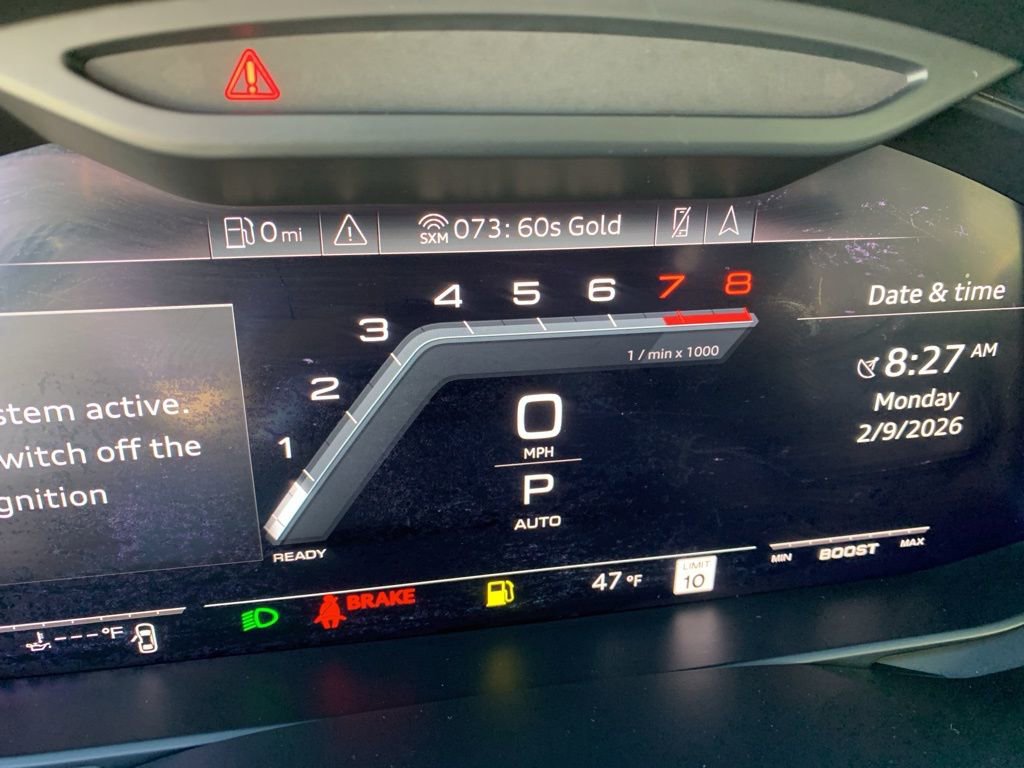 0 mi
SXM 073: 60s Gold
4 5 6 7 8
3
2
1
1 / min x 1000
READY
0
MPH
P
AUTO
Date & time
8:27 AM
Monday
2/9/2026
stem active.
witch off the
gnition
MIN BOOST MAX
BRAKE
47 °F
LIMIT
10
---- °F